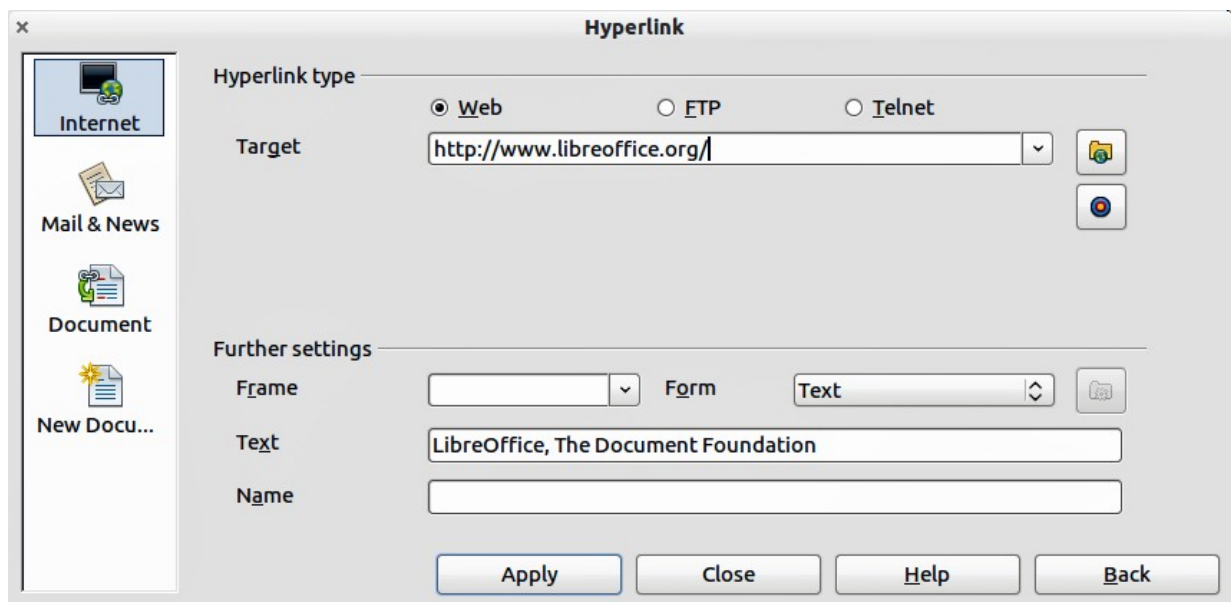 Hyperlink
Internet
Mail & News
Document
New Docu...
Hyperlink type
Web FTP Telnet
Target http://www.libreoffice.org/
Further settings
Frame Form Text
Text LibreOffice, The Document Foundation
Name
Apply Close Help Back